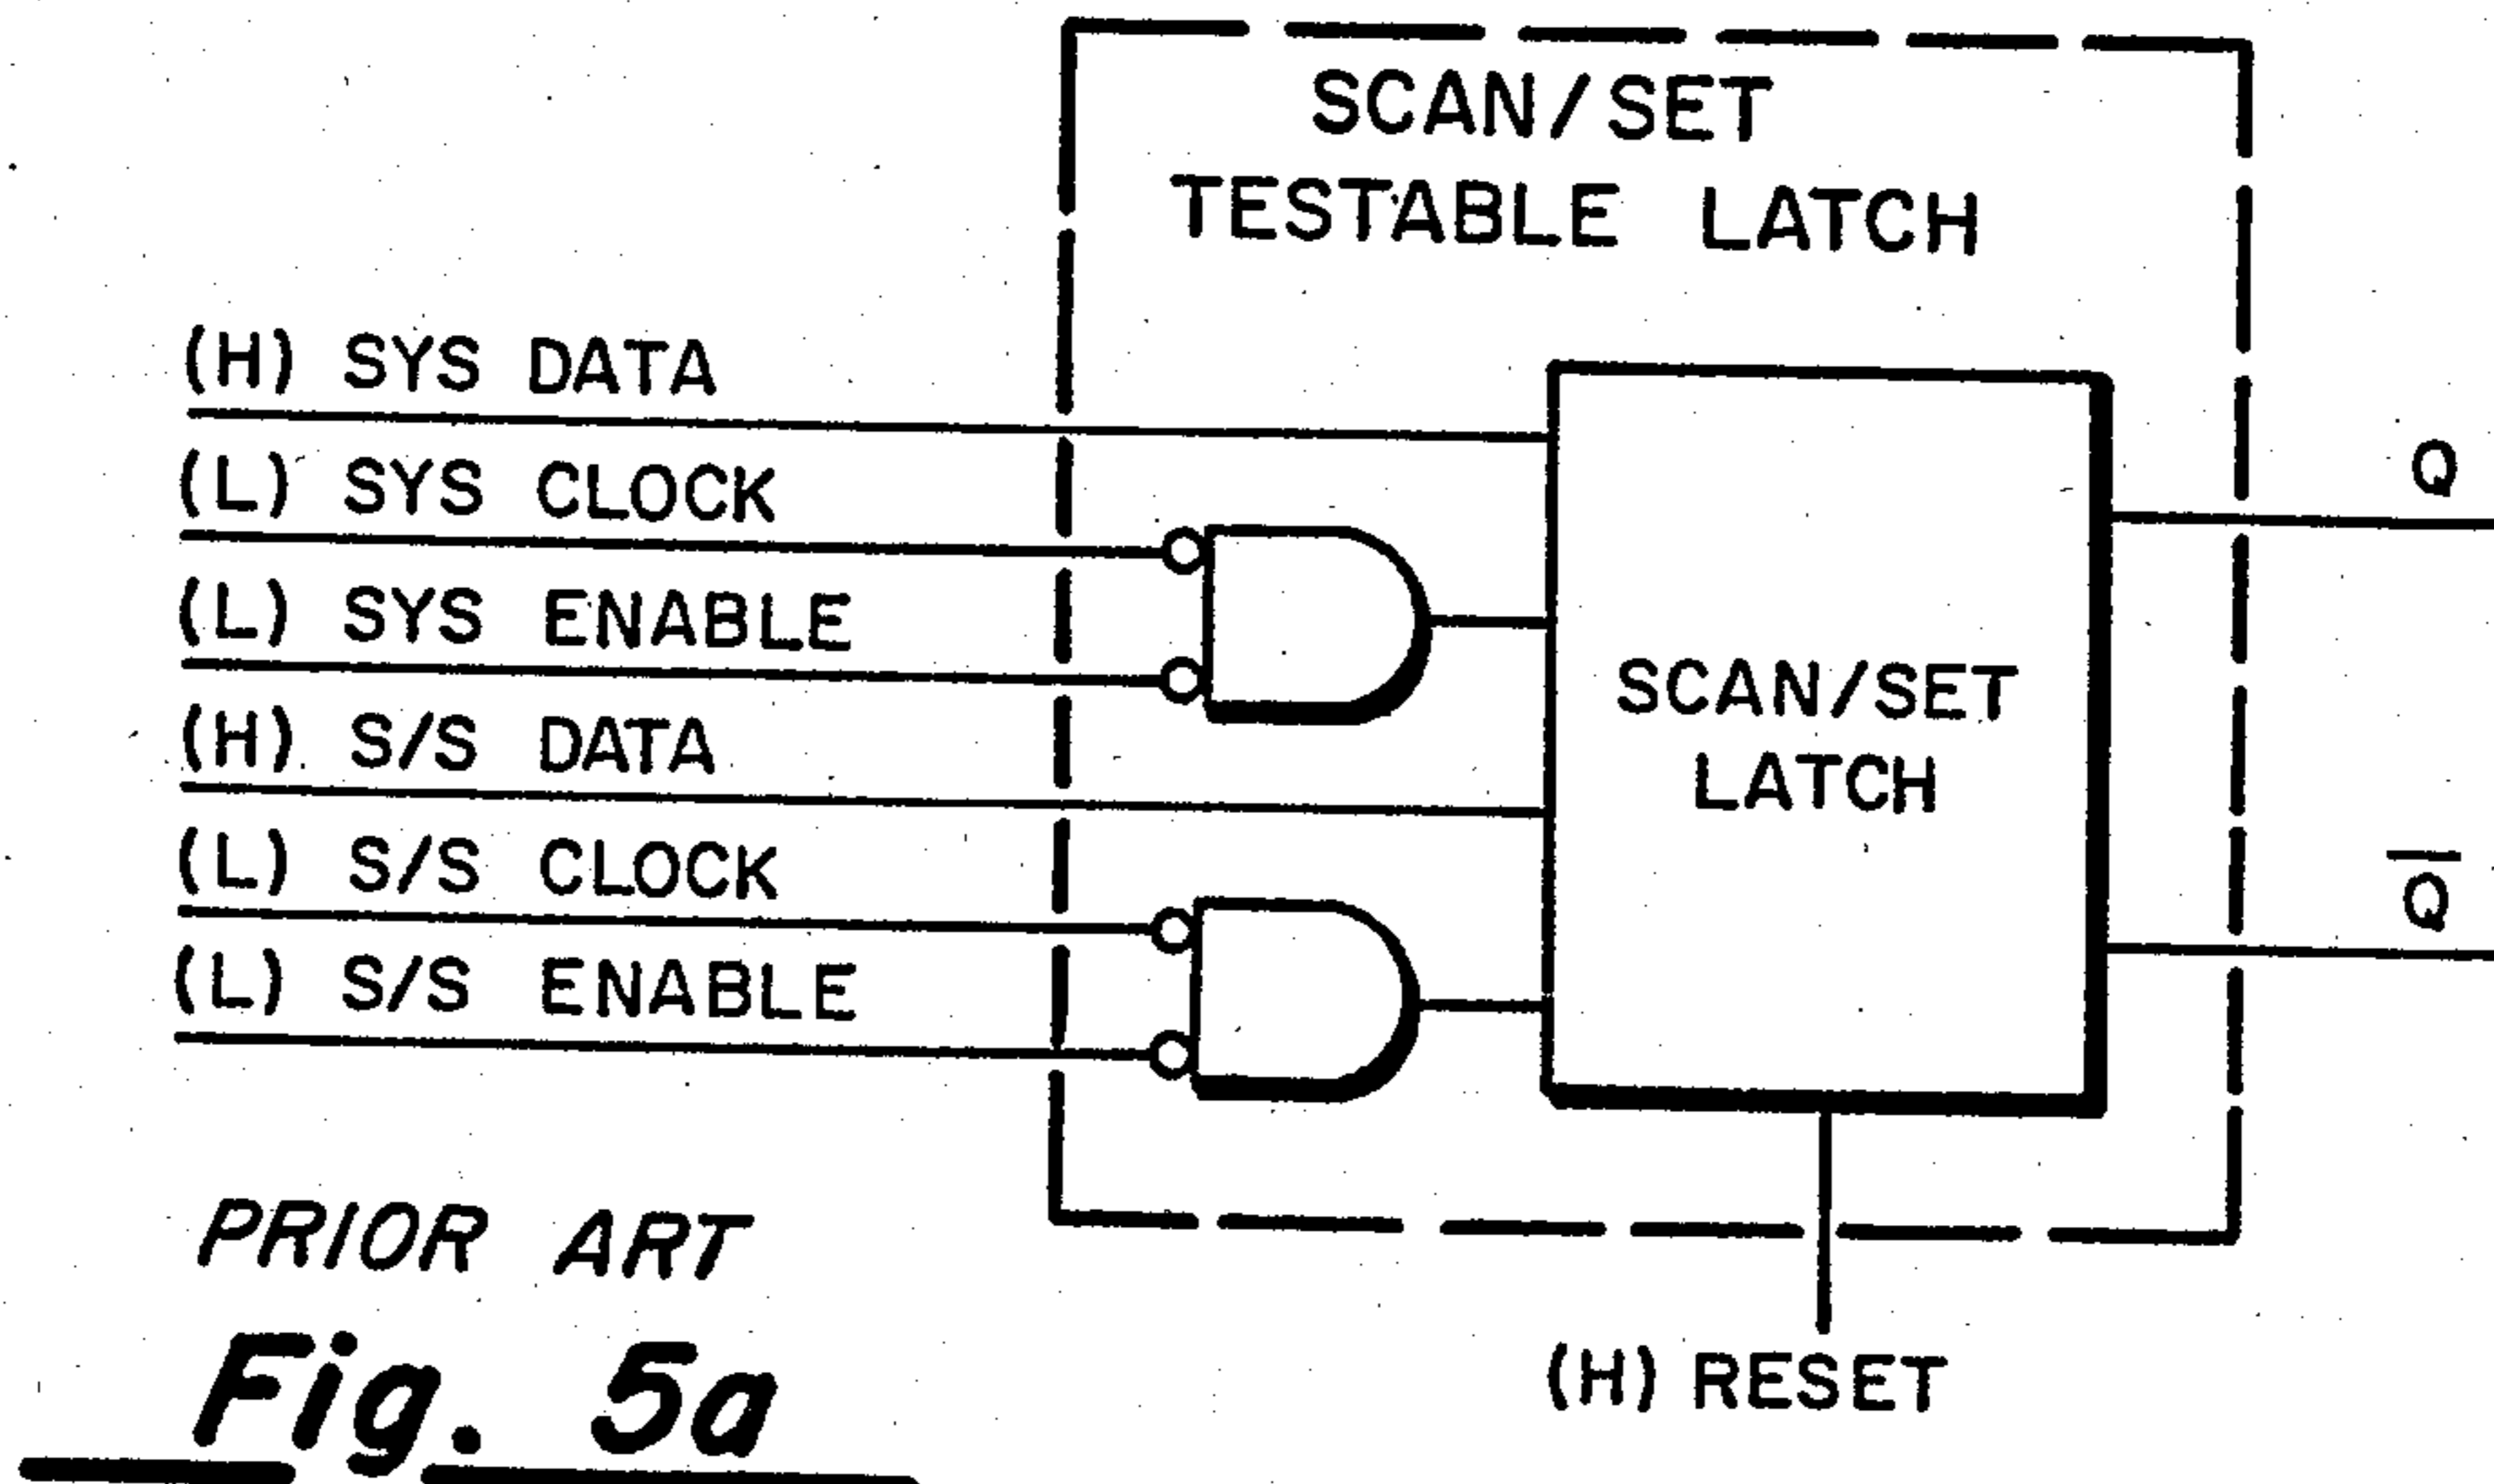 SCAN/SET
TESTABLE LATCH
(H) SYS DATA
(L) SYS CLOCK
(L) SYS ENABLE
(H) S/S DATA
(L) S/S CLOCK
(L) S/S ENABLE
SCAN/SET
LATCH
Q
Q̅
(H) RESET
PRIOR ART
Fig. 5a